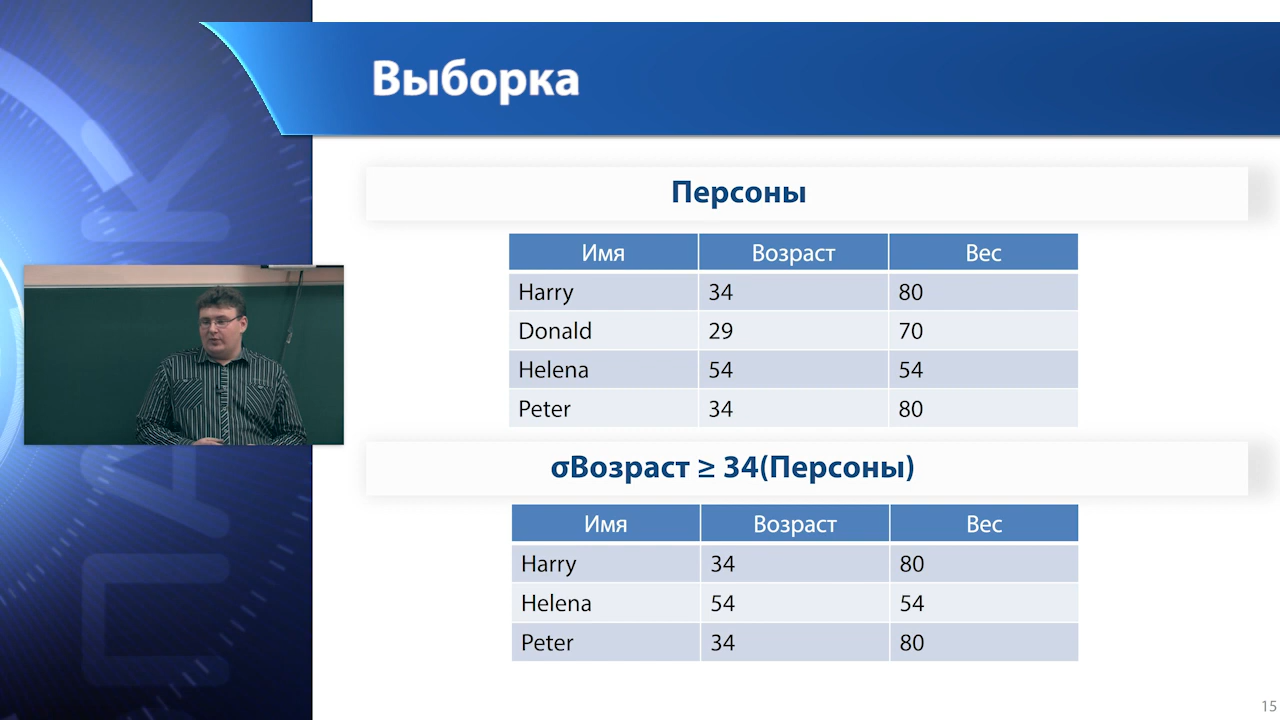 Выборка
Персоны
Имя Возраст Вес
Harry 34 80
Donald 29 70
Helena 54 54
Peter 34 80
σВозраст ≥ 34(Персоны)
Имя Возраст Вес
Harry 34 80
Helena 54 54
Peter 34 80
15